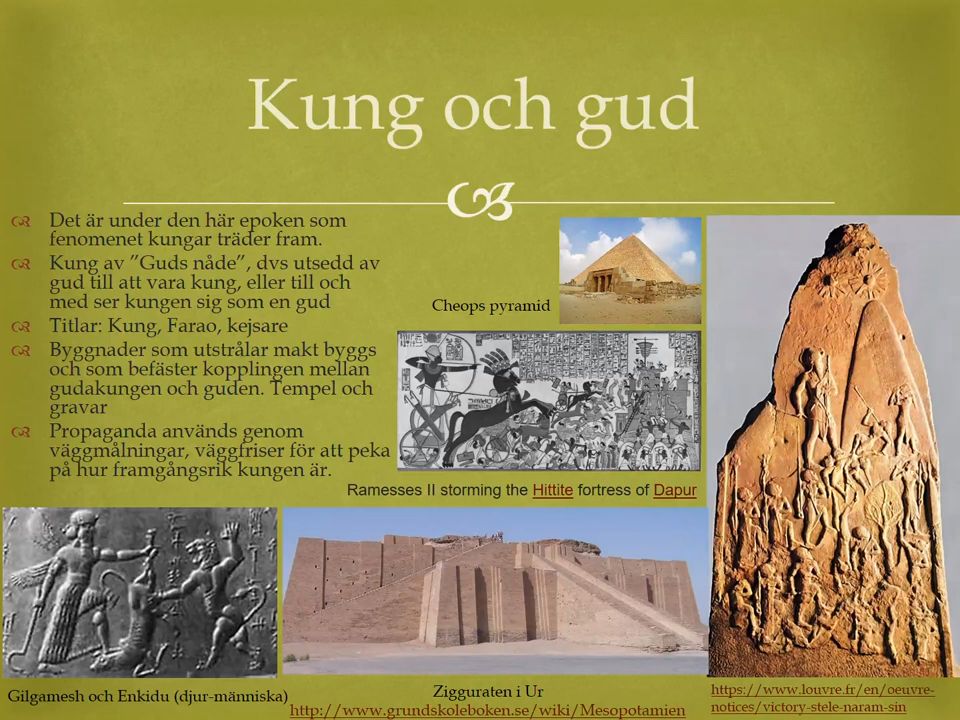 Kung och gud
Det är under den här epoken som
fenomenet kungar träder fram.
Kung av ”Guds nåde”, dvs utsedd av
gud till att vara kung, eller till och
med ser kungen sig som en gud
Titlar: Kung, Farao, kejsare
Byggnader som utstrålar makt byggs
och som befäster kopplingen mellan
gudakungen och guden. Tempel och
gravar
Propaganda används genom
väggmålningar, väggfriser för att peka
på hur framgångsrik kungen är.
Cheops pyramid
Ramesses II storming the Hittite fortress of Dapur
Gilgamesh och Enkidu (djur-människa)
Zigguraten i Ur
http://www.grundskoleboken.se/wiki/Mesopotamien
https://www.louvre.fr/en/oeuvre-
notices/victory-stele-naram-sin